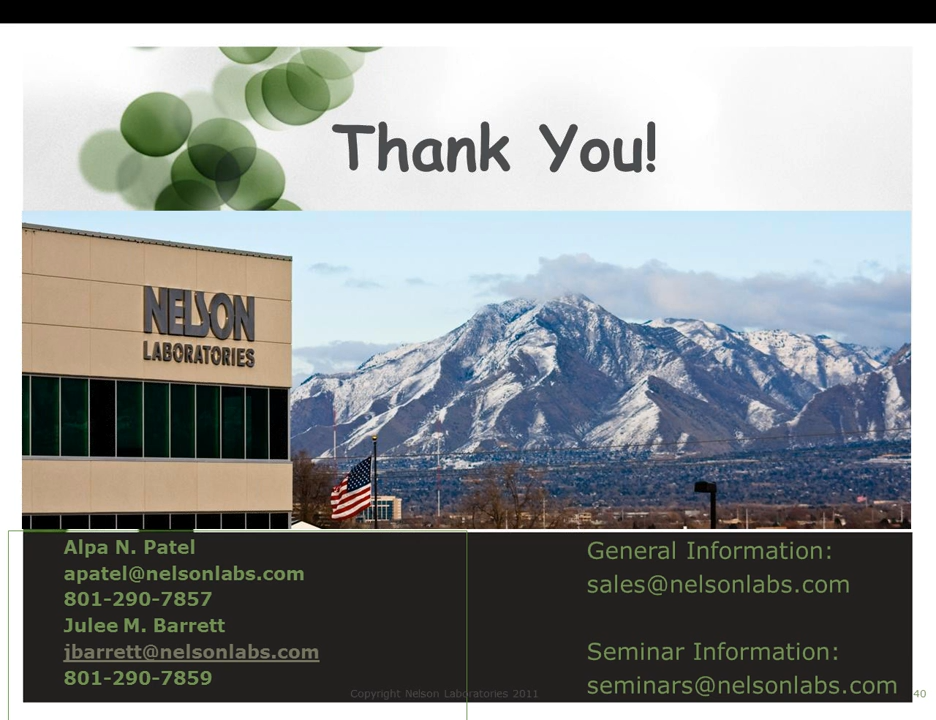 Thank You!
NELSON
LABORATORIES
Alpa N. Patel
apatel@nelsonlabs.com
801-290-7857
Julee M. Barrett
jbarrett@nelsonlabs.com
801-290-7859
General Information:
sales@nelsonlabs.com
Seminar Information:
seminars@nelsonlabs.com
Copyright Nelson Laboratories 2011
40